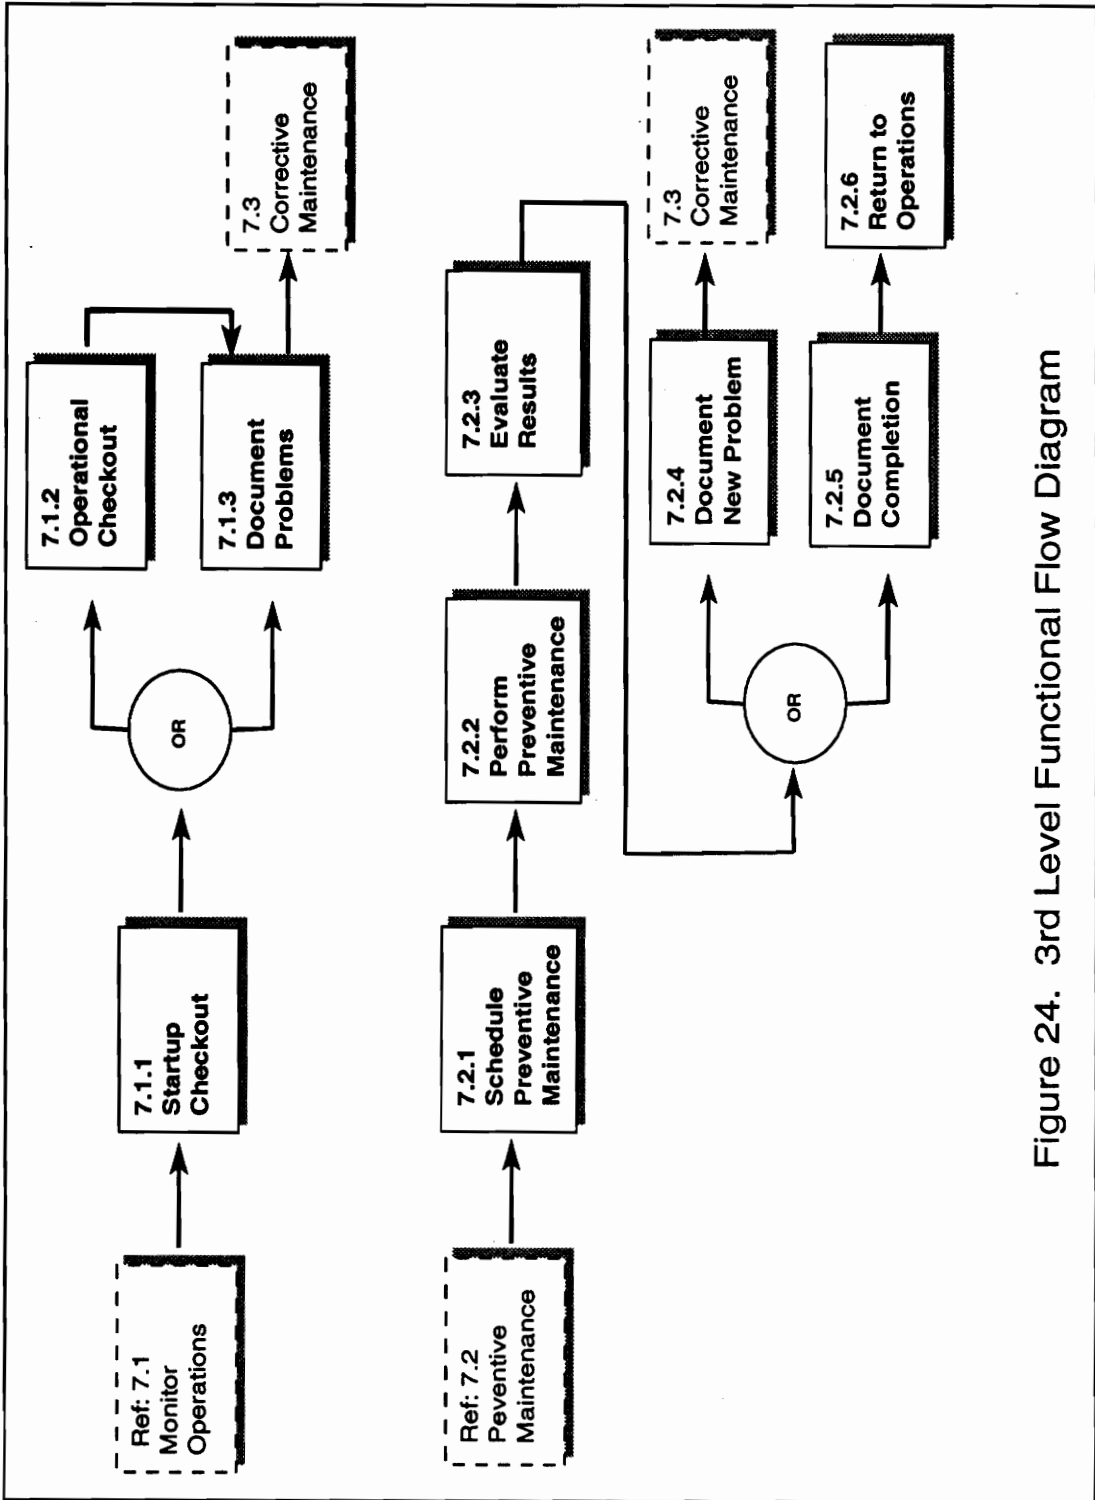 Ref: 7.1
Monitor
Operations
7.1.1
Startup
Checkout
OR
7.1.2
Operational
Checkout
7.1.3
Document
Problems
7.3
Corrective
Maintenance
Ref: 7.2
Peventive
Maintenance
7.2.1
Schedule
Preventive
Maintenance
7.2.2
Perform
Preventive
Maintenance
7.2.3
Evaluate
Results
OR
7.2.4
Document
New Problem
7.3
Corrective
Maintenance
7.2.5
Document
Completion
7.2.6
Return to
Operations
Figure 24. 3rd Level Functional Flow Diagram